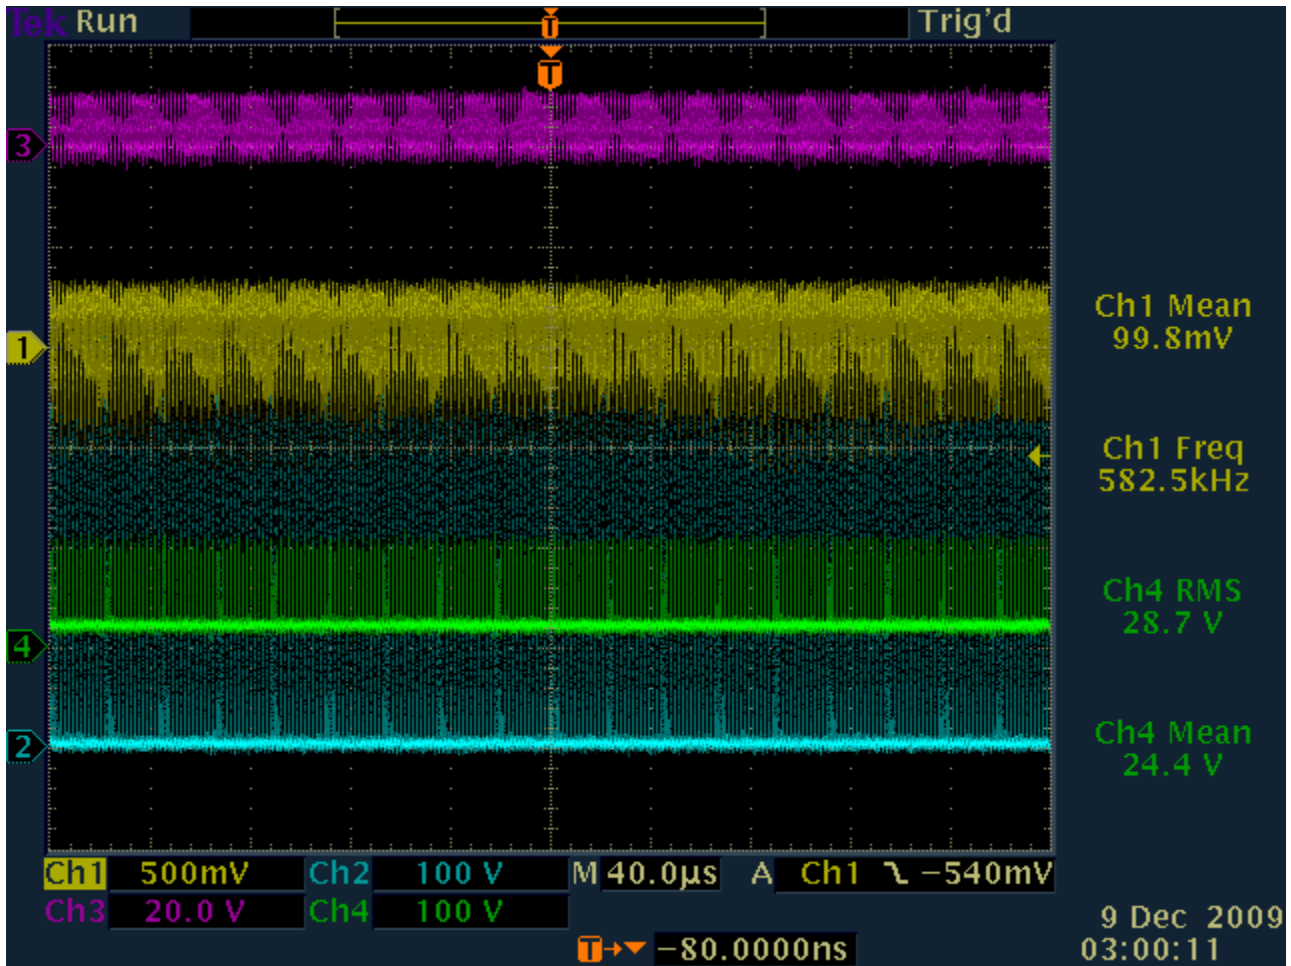 Tek Run Trig'd
T
T
3
1
Ch1 Mean
99.8mV
Ch1 Freq
582.5kHz
Ch4 RMS
28.7 V
4
Ch4 Mean
24.4 V
2
Ch1 500mV Ch2 100 V M 40.0µs A Ch1 -540mV
Ch3 20.0 V Ch4 100 V
T -80.0000ns
9 Dec 2009
03:00:11